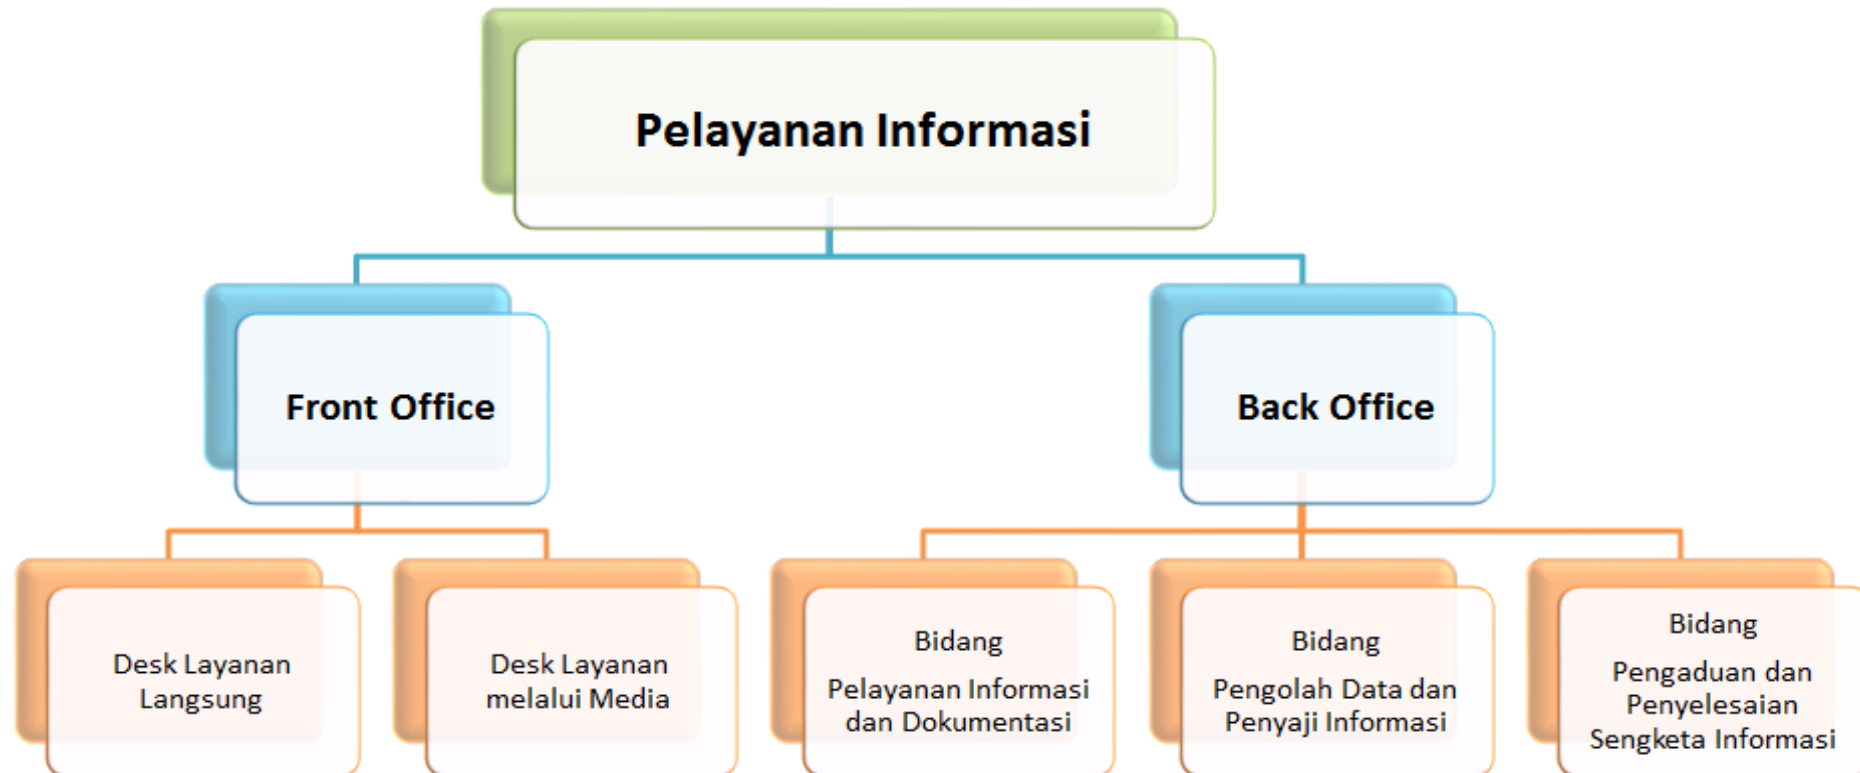 Pelayanan Informasi
Front Office
Back Office
Desk Layanan
Langsung
Desk Layanan
melalui Media
Bidang
Pelayanan Informasi
dan Dokumentasi
Bidang
Pengolah Data dan
Penyaji Informasi
Bidang
Pengaduan dan
Penyelesaian
Sengketa Informasi